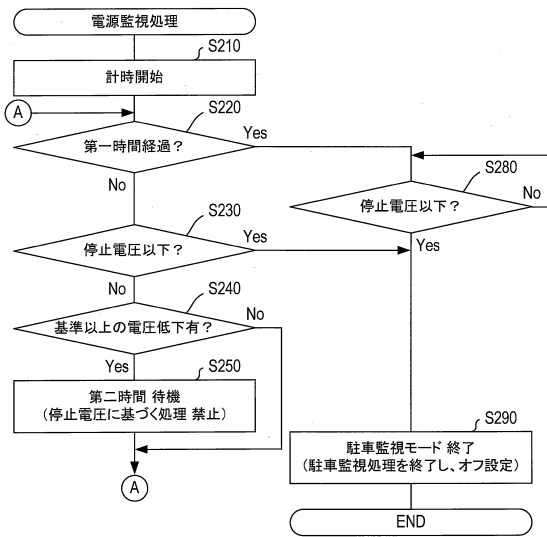 電源監視処理
S210
計時開始
A
S220
第一時間経過？
Yes
No
S280
停止電圧以下？
No
Yes
S230
停止電圧以下？
Yes
No
S240
基準以上の電圧低下有？
No
Yes
S250
第二時間 待機
（停止電圧に基づく処理 禁止）
A
S290
駐車監視モード 終了
（駐車監視処理を終了し、オフ設定）
END